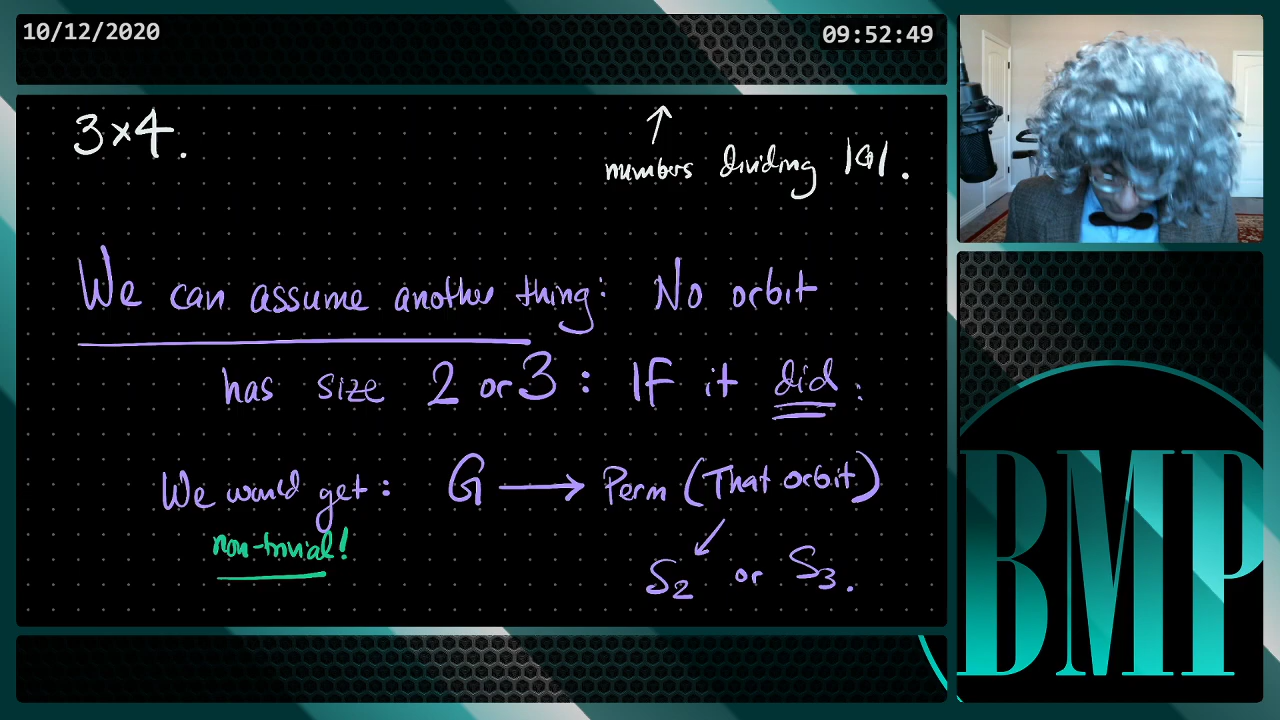 10/12/2020
09:52:49
3×4.
↑
numbers dividing |G|.
We can assume another thing: No orbit
has size 2 or 3 : IF it did :
We would get : G → Perm (That orbit)
non-trivial!
S₂ or S₃.
BMP